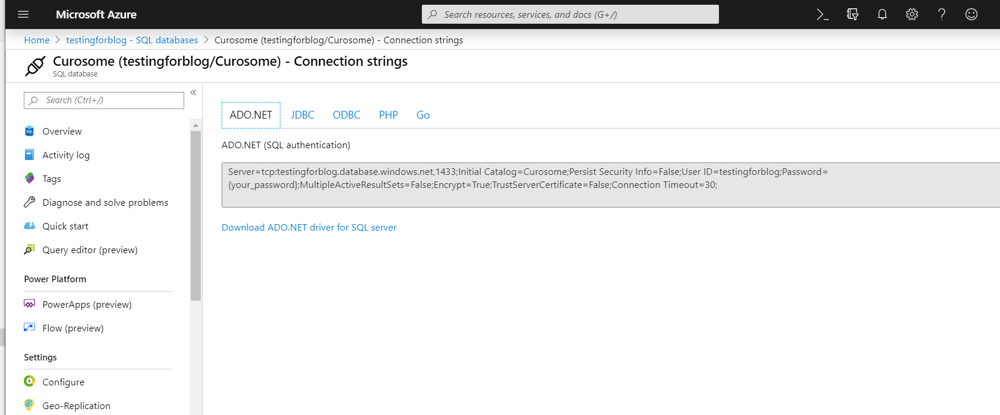 Microsoft Azure
Search resources, services, and docs (G+/)
Home > testingforblog - SQL databases > Curosome (testingforblog/Curosome) - Connection strings
Curosome (testingforblog/Curosome) - Connection strings
SQL database
Search (Ctrl+/)
«
Overview
Activity log
Tags
Diagnose and solve problems
Quick start
Query editor (preview)
Power Platform
PowerApps (preview)
Flow (preview)
Settings
Configure
Geo-Replication
ADO.NET JDBC ODBC PHP Go
ADO.NET (SQL authentication)
Server=tcp:testingforblog.database.windows.net,1433;Initial Catalog=Curosome;Persist Security Info=False;User ID=testingforblog;Password=
{your_password};MultipleActiveResultSets=False;Encrypt=True;TrustServerCertificate=False;Connection Timeout=30;
Download ADO.NET driver for SQL server